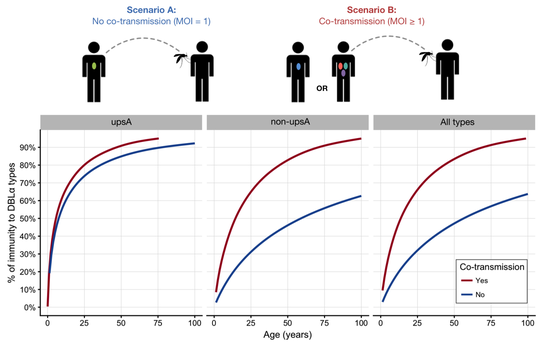 Scenario A:
No co-transmission (MOI = 1)
Scenario B:
Co-transmission (MOI ≥ 1)
OR
upsA
non-upsA
All types
% of immunity to DBLα types
90%
80%
70%
60%
50%
40%
30%
20%
10%
0%
Co-transmission
Yes
No
0 25 50 75 100
0 25 50 75 100
0 25 50 75 100
Age (years)